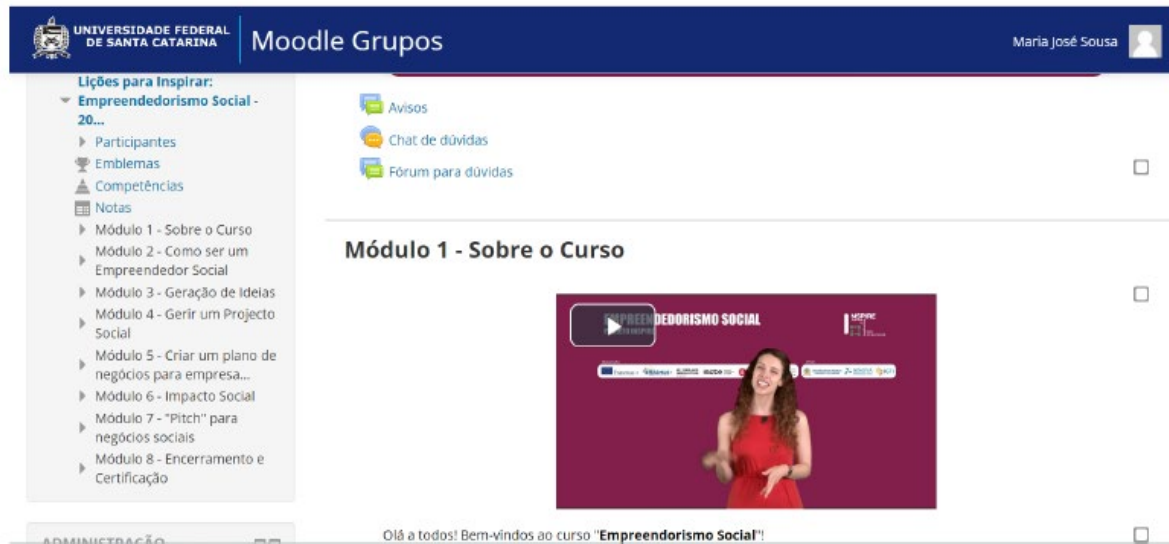 UNIVERSIDADE FEDERAL
DE SANTA CATARINA
Moodle Grupos
Maria José Sousa
Lições para Inspirar:
Empreendedorismo Social -
20...
Participantes
Emblemas
Competências
Notas
Módulo 1 - Sobre o Curso
Módulo 2 - Como ser um
Empreendedor Social
Módulo 3 - Geração de Ideias
Módulo 4 - Gerir um Projecto
Social
Módulo 5 - Criar um plano de
negócios para empresa...
Módulo 6 - Impacto Social
Módulo 7 - "Pitch" para
negócios sociais
Módulo 8 - Encerramento e
Certificação
ADMINISTRAÇÃO
Avisos
Chat de dúvidas
Fórum para dúvidas
Módulo 1 - Sobre o Curso
EMPREENDEDORISMO SOCIAL
Olá a todos! Bem-vindos ao curso "Empreendorismo Social"!